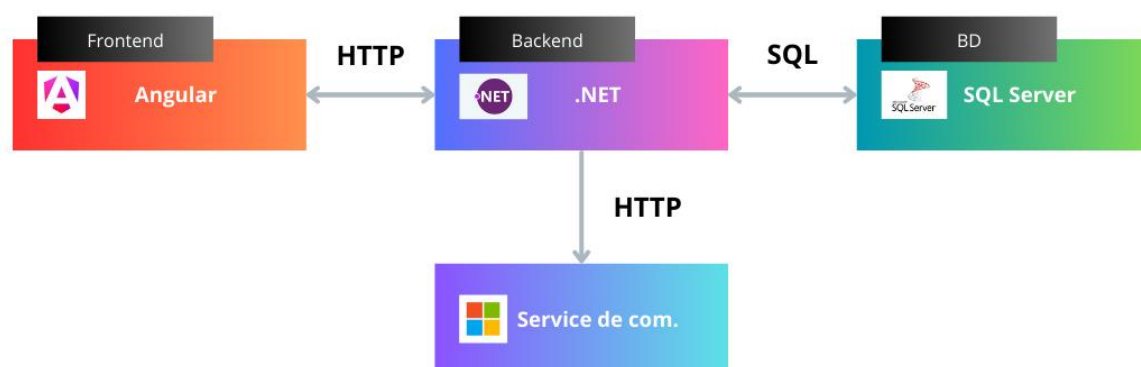 Frontend
Angular
HTTP
Backend
.NET
.NET
SQL
BD
SQL Server
SQL Server
HTTP
Service de com.